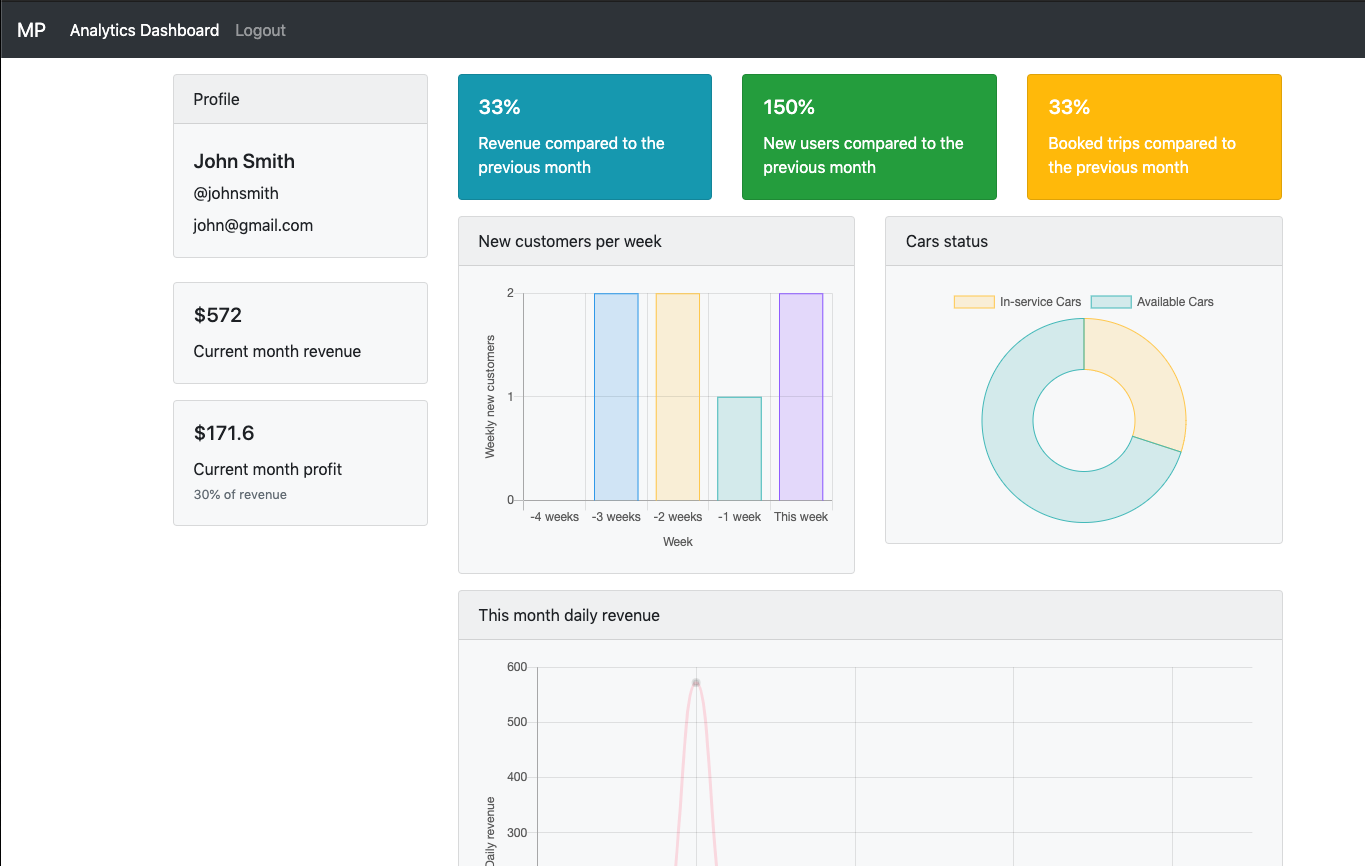 MP Analytics Dashboard Logout
Profile
John Smith
@johnsmith
john@gmail.com
$572
Current month revenue
$171.6
Current month profit
30% of revenue
33%
Revenue compared to the
previous month
150%
New users compared to the
previous month
33%
Booked trips compared to
the previous month
New customers per week
2
1
0
Weekly new customers
-4 weeks -3 weeks -2 weeks -1 week This week
Week
Cars status
In-service Cars Available Cars
This month daily revenue
600
500
400
300
Daily revenue